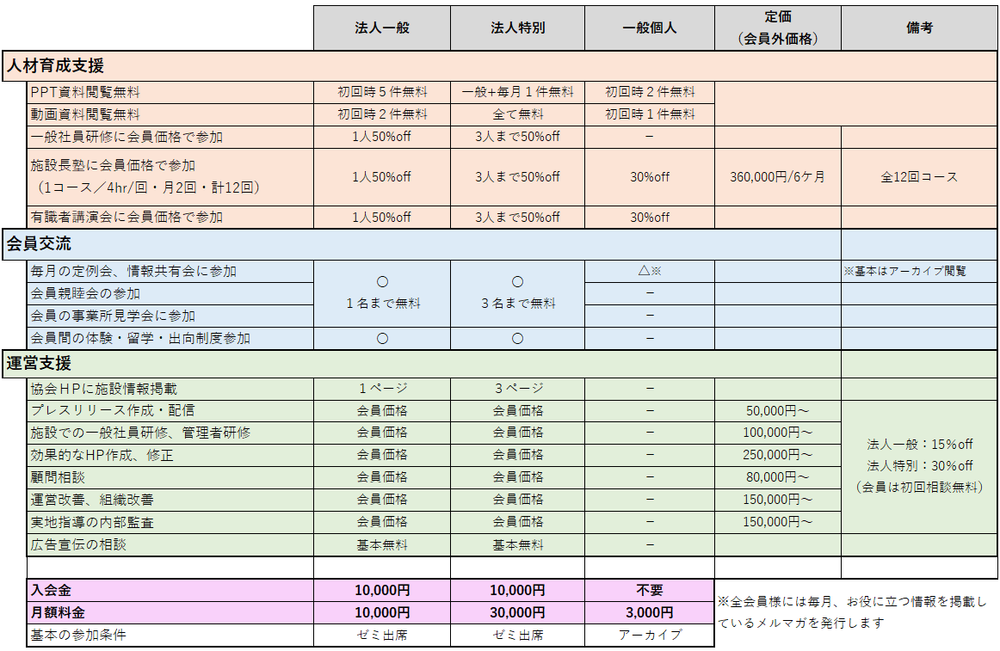 法人一般 法人特別 一般個人 定価 備考
（会員外価格）
人材育成支援
PPT資料閲覧無料 初回時５件無料 一般+毎月１件無料 初回時２件無料
動画資料閲覧無料 初回時２件無料 全て無料 初回時１件無料
一般社員研修に会員価格で参加 1人50%off 3人まで50%off －
施設長塾に会員価格で参加
（1コース／4hr/回・月2回・計12回） 1人50%off 3人まで50%off 30%off 360,000円/6ケ月 全12回コース
有識者講演会に会員価格で参加 1人50%off 3人まで50%off 30%off
会員交流
毎月の定例会、情報共有会に参加 〇 〇 △※ ※基本はアーカイブ閲覧
会員親睦会の参加 １名まで無料 ３名まで無料 －
会員の事業所見学会に参加 －
会員間の体験・留学・出向制度参加 〇 〇 －
運営支援
協会ＨＰに施設情報掲載 １ページ ３ページ －
プレスリリース作成・配信 会員価格 会員価格 － 50,000円～
施設での一般社員研修、管理者研修 会員価格 会員価格 － 100,000円～
効果的なHP作成、修正 会員価格 会員価格 － 250,000円～
顧問相談 会員価格 会員価格 － 80,000円～
運営改善、組織改善 会員価格 会員価格 － 150,000円～
実地指導の内部監査 会員価格 会員価格 － 150,000円～
法人一般：15%off
法人特別：30%off
（会員は初回相談無料）
広告宣伝の相談 基本無料 基本無料 －
入会金 10,000円 10,000円 不要
月額料金 10,000円 30,000円 3,000円
基本の参加条件 ゼミ出席 ゼミ出席 アーカイブ
※全会員様には毎月、お役に立つ情報を掲載し
ているメルマガを発行します